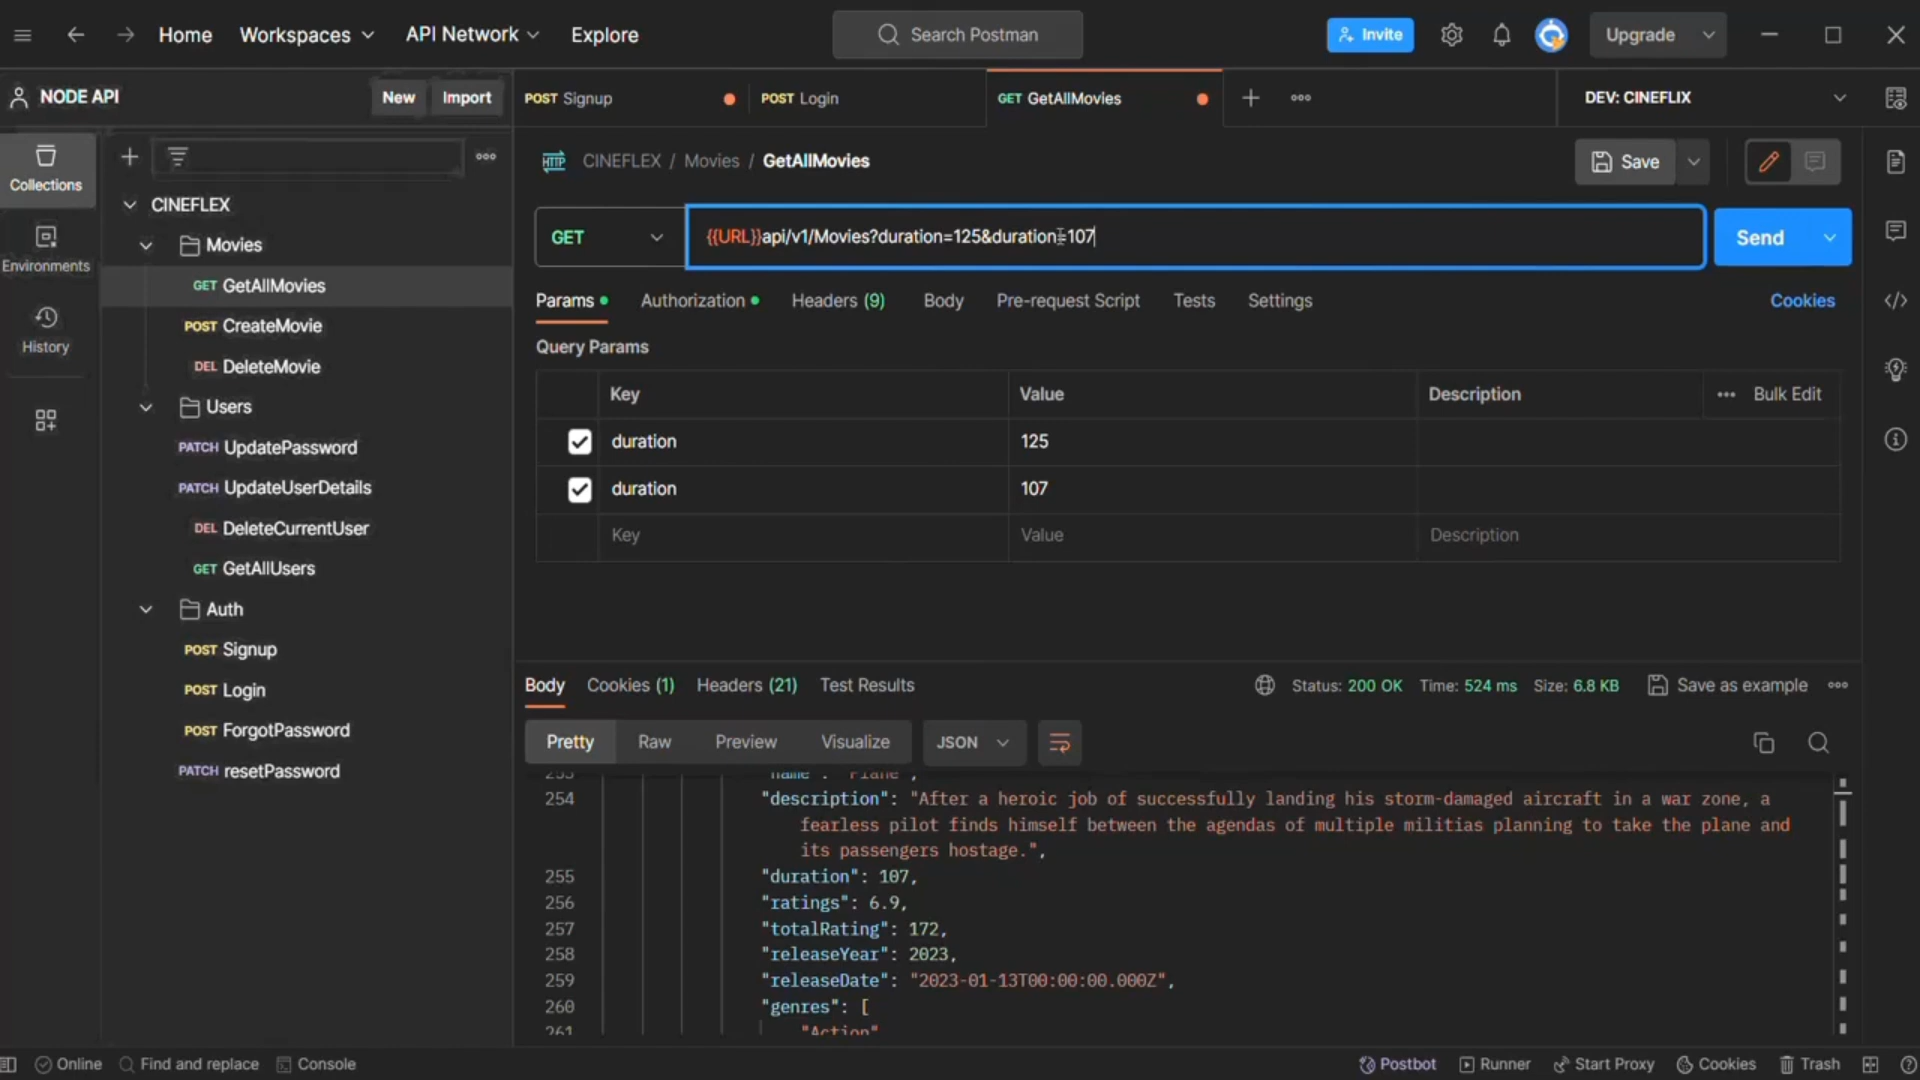 Home
Workspaces
API Network
Explore
Search Postman
Invite
Upgrade
NODE API
New
Import
POST Signup
POST Login
GET GetAllMovies
DEV: CINEFLIX
Collections
Environments
History
CINEFLEX
Movies
GET GetAllMovies
POST CreateMovie
DEL DeleteMovie
Users
PATCH UpdatePassword
PATCH UpdateUserDetails
DEL DeleteCurrentUser
GET GetAllUsers
Auth
POST Signup
POST Login
POST ForgotPassword
PATCH resetPassword
HTTP CINEFLEX / Movies / GetAllMovies
Save
GET
{{URL}}api/v1/Movies?duration=125&duration=107
Send
Params
Authorization
Headers (9)
Body
Pre-request Script
Tests
Settings
Cookies
Query Params
Key Value Description Bulk Edit
duration 125
duration 107
Key Value Description
Body Cookies (1) Headers (21) Test Results
Status: 200 OK Time: 524 ms Size: 6.8 KB Save as example
Pretty Raw Preview Visualize JSON
253 "name": "Plane",
254 "description": "After a heroic job of successfully landing his storm-damaged aircraft in a war zone, a
fearless pilot finds himself between the agendas of multiple militias planning to take the plane and
its passengers hostage.",
255 "duration": 107,
256 "ratings": 6.9,
257 "totalRating": 172,
258 "releaseYear": 2023,
259 "releaseDate": "2023-01-13T00:00:00.000Z",
260 "genres": [
261 "Action"
Online Find and replace Console
Postbot Runner Start Proxy Cookies Trash